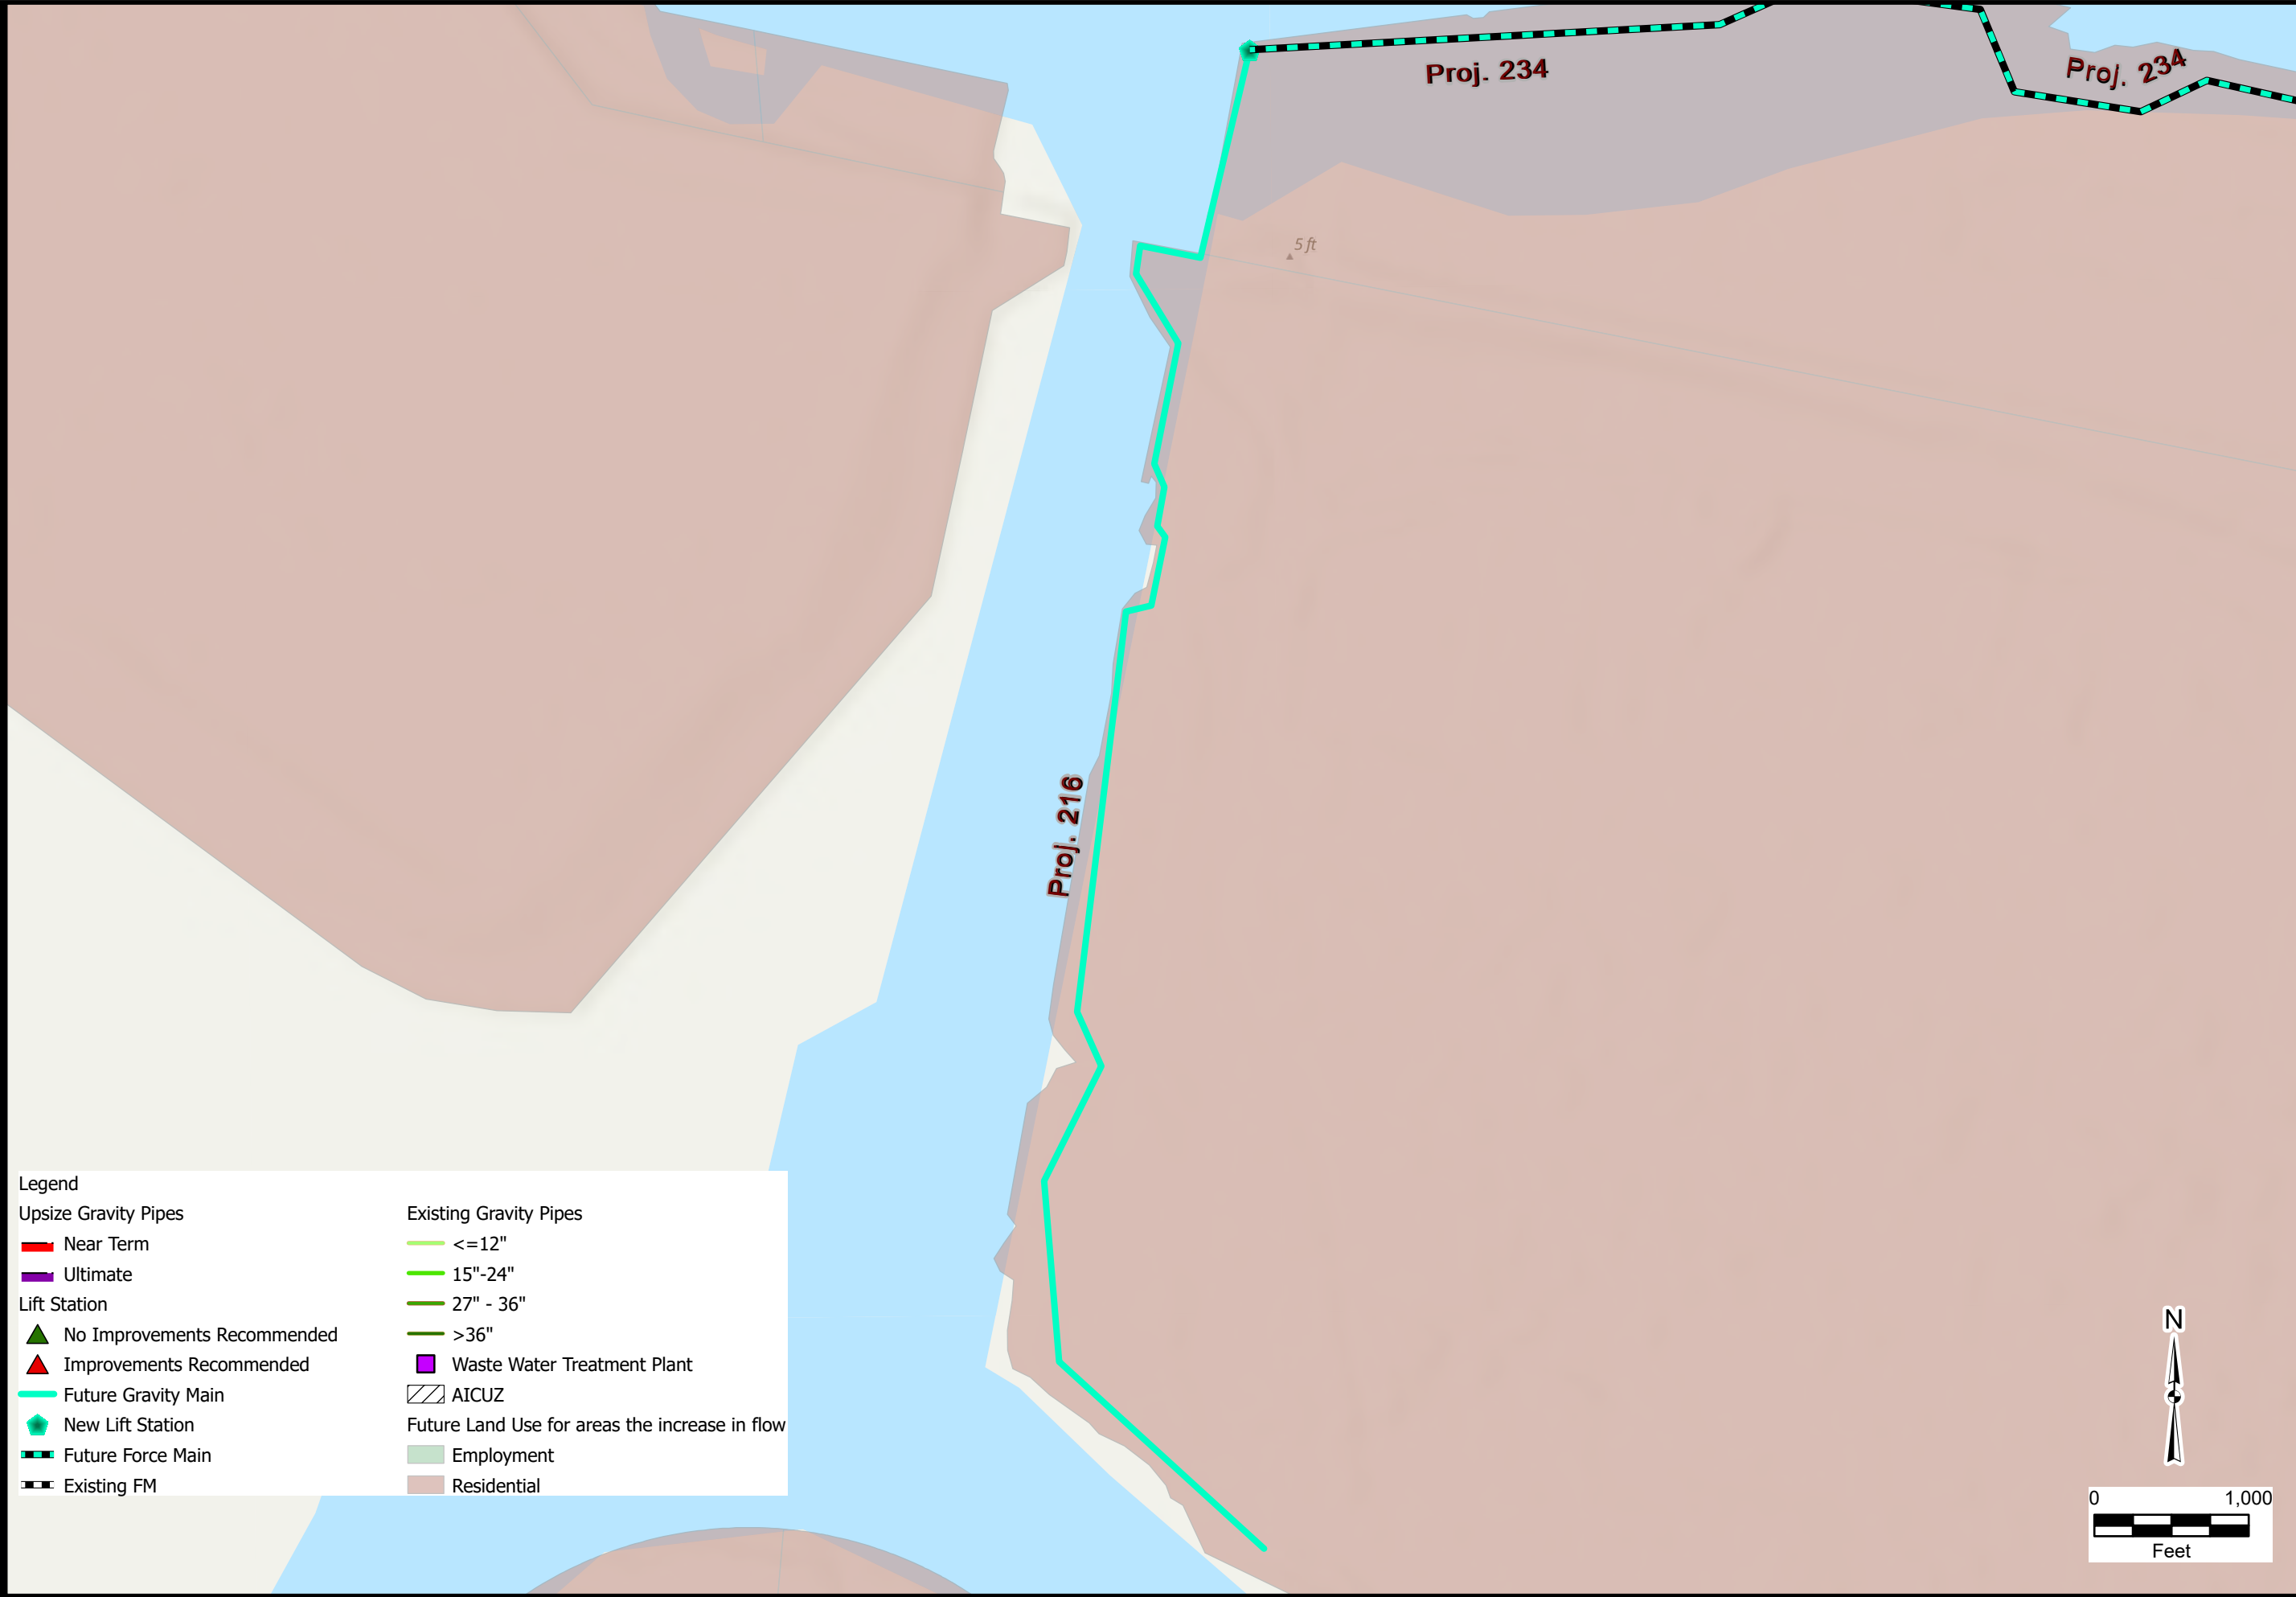 Proj. 234
Proj. 234
5 ft
Proj. 216
Legend
Upsize Gravity Pipes
Near Term
Ultimate
Lift Station
No Improvements Recommended
Improvements Recommended
Future Gravity Main
New Lift Station
Future Force Main
Existing FM
Existing Gravity Pipes
<=12"
15"-24"
27" - 36"
>36"
Waste Water Treatment Plant
AICUZ
Future Land Use for areas the increase in flow
Employment
Residential
N
0 1,000
Feet